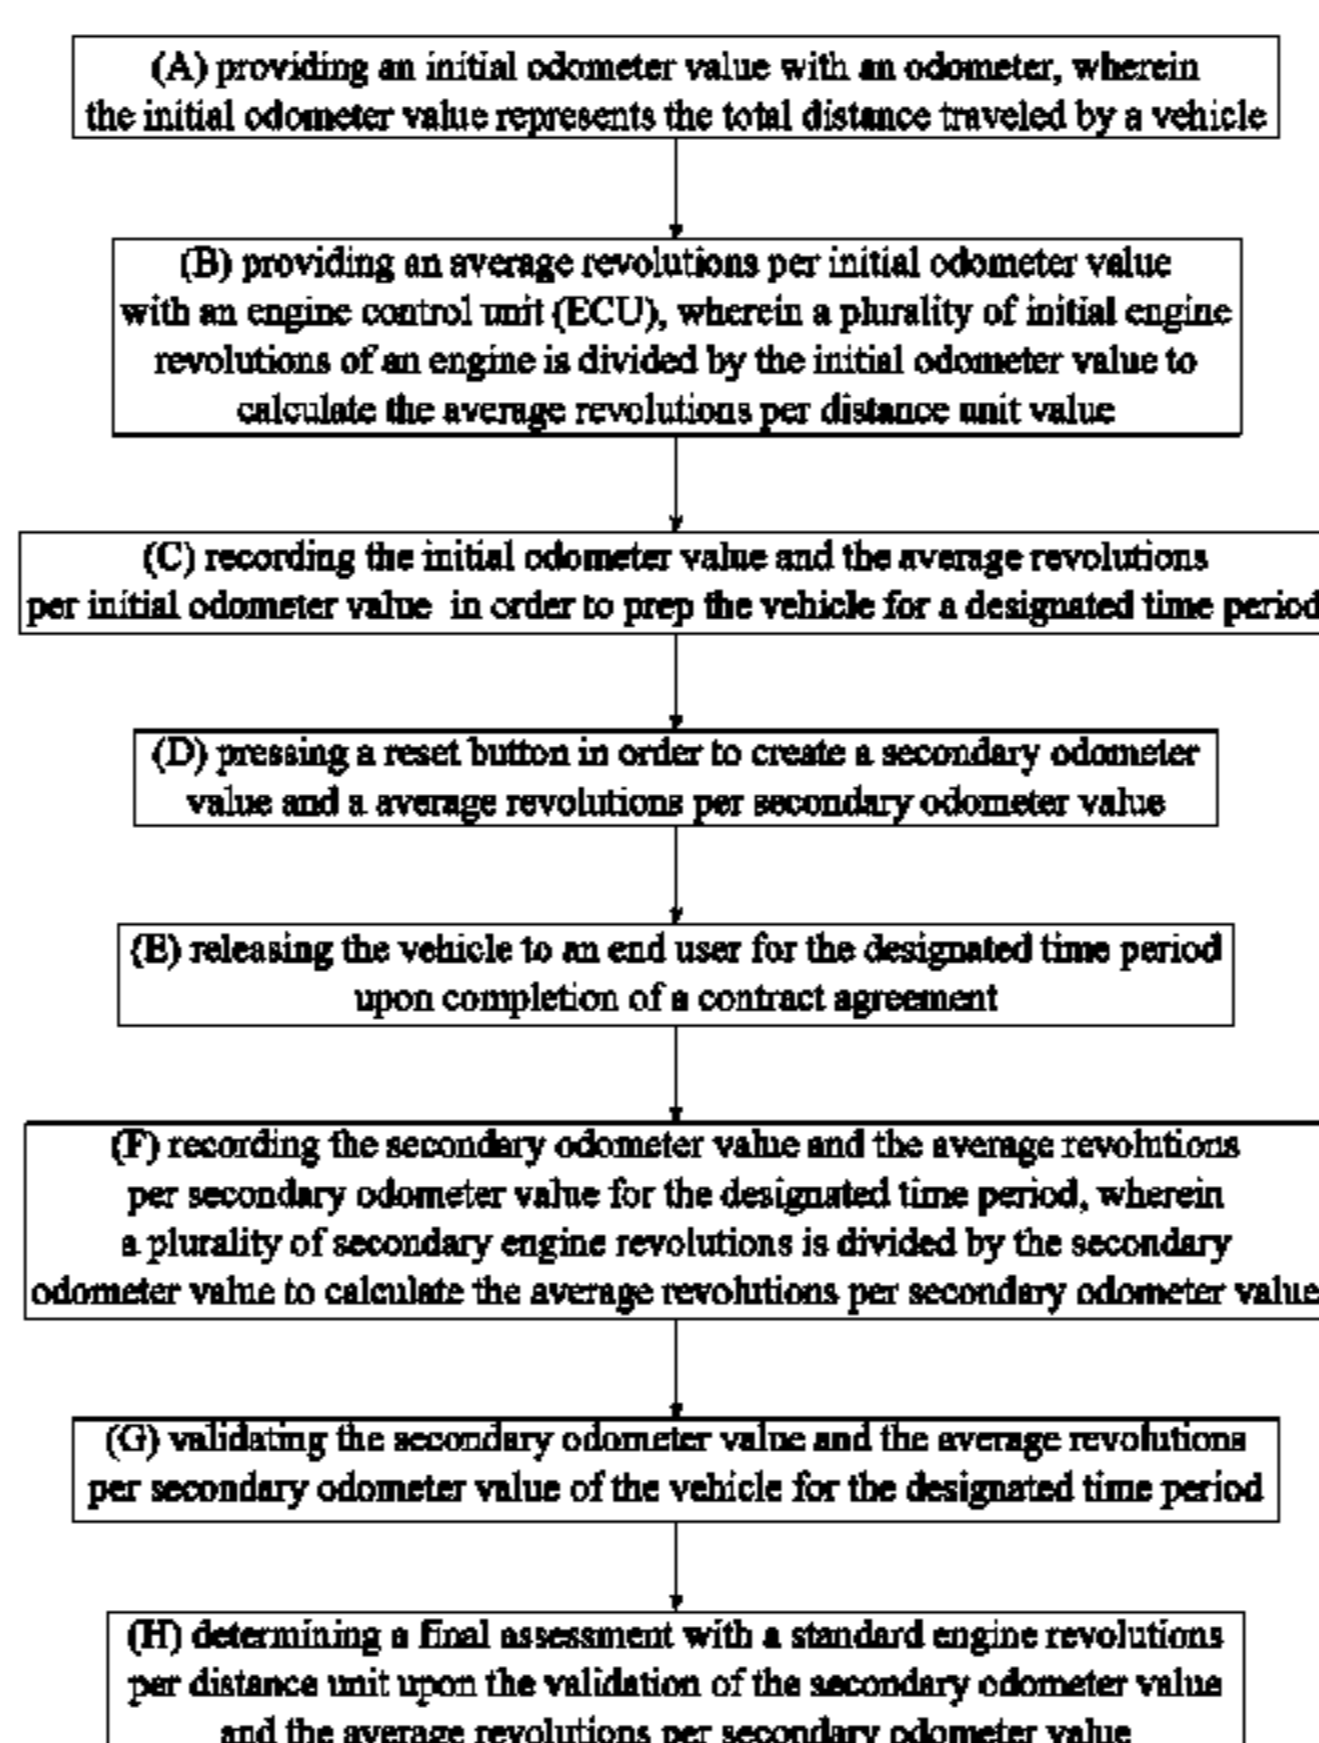 (A) providing an initial odometer value with an odometer, wherein
the initial odometer value represents the total distance traveled by a vehicle
(B) providing an average revolutions per initial odometer value
with an engine control unit (ECU), wherein a plurality of initial engine
revolutions of an engine is divided by the initial odometer value to
calculate the average revolutions per distance unit value
(C) recording the initial odometer value and the average revolutions
per initial odometer value in order to prep the vehicle for a designated time period
(D) pressing a reset button in order to create a secondary odometer
value and a average revolutions per secondary odometer value
(E) releasing the vehicle to an end user for the designated time period
upon completion of a contract agreement
(F) recording the secondary odometer value and the average revolutions
per secondary odometer value for the designated time period, wherein
a plurality of secondary engine revolutions is divided by the secondary
odometer value to calculate the average revolutions per secondary odometer value
(G) validating the secondary odometer value and the average revolutions
per secondary odometer value of the vehicle for the designated time period
(H) determining a final assessment with a standard engine revolutions
per distance unit upon the validation of the secondary odometer value
and the average revolutions per secondary odometer value